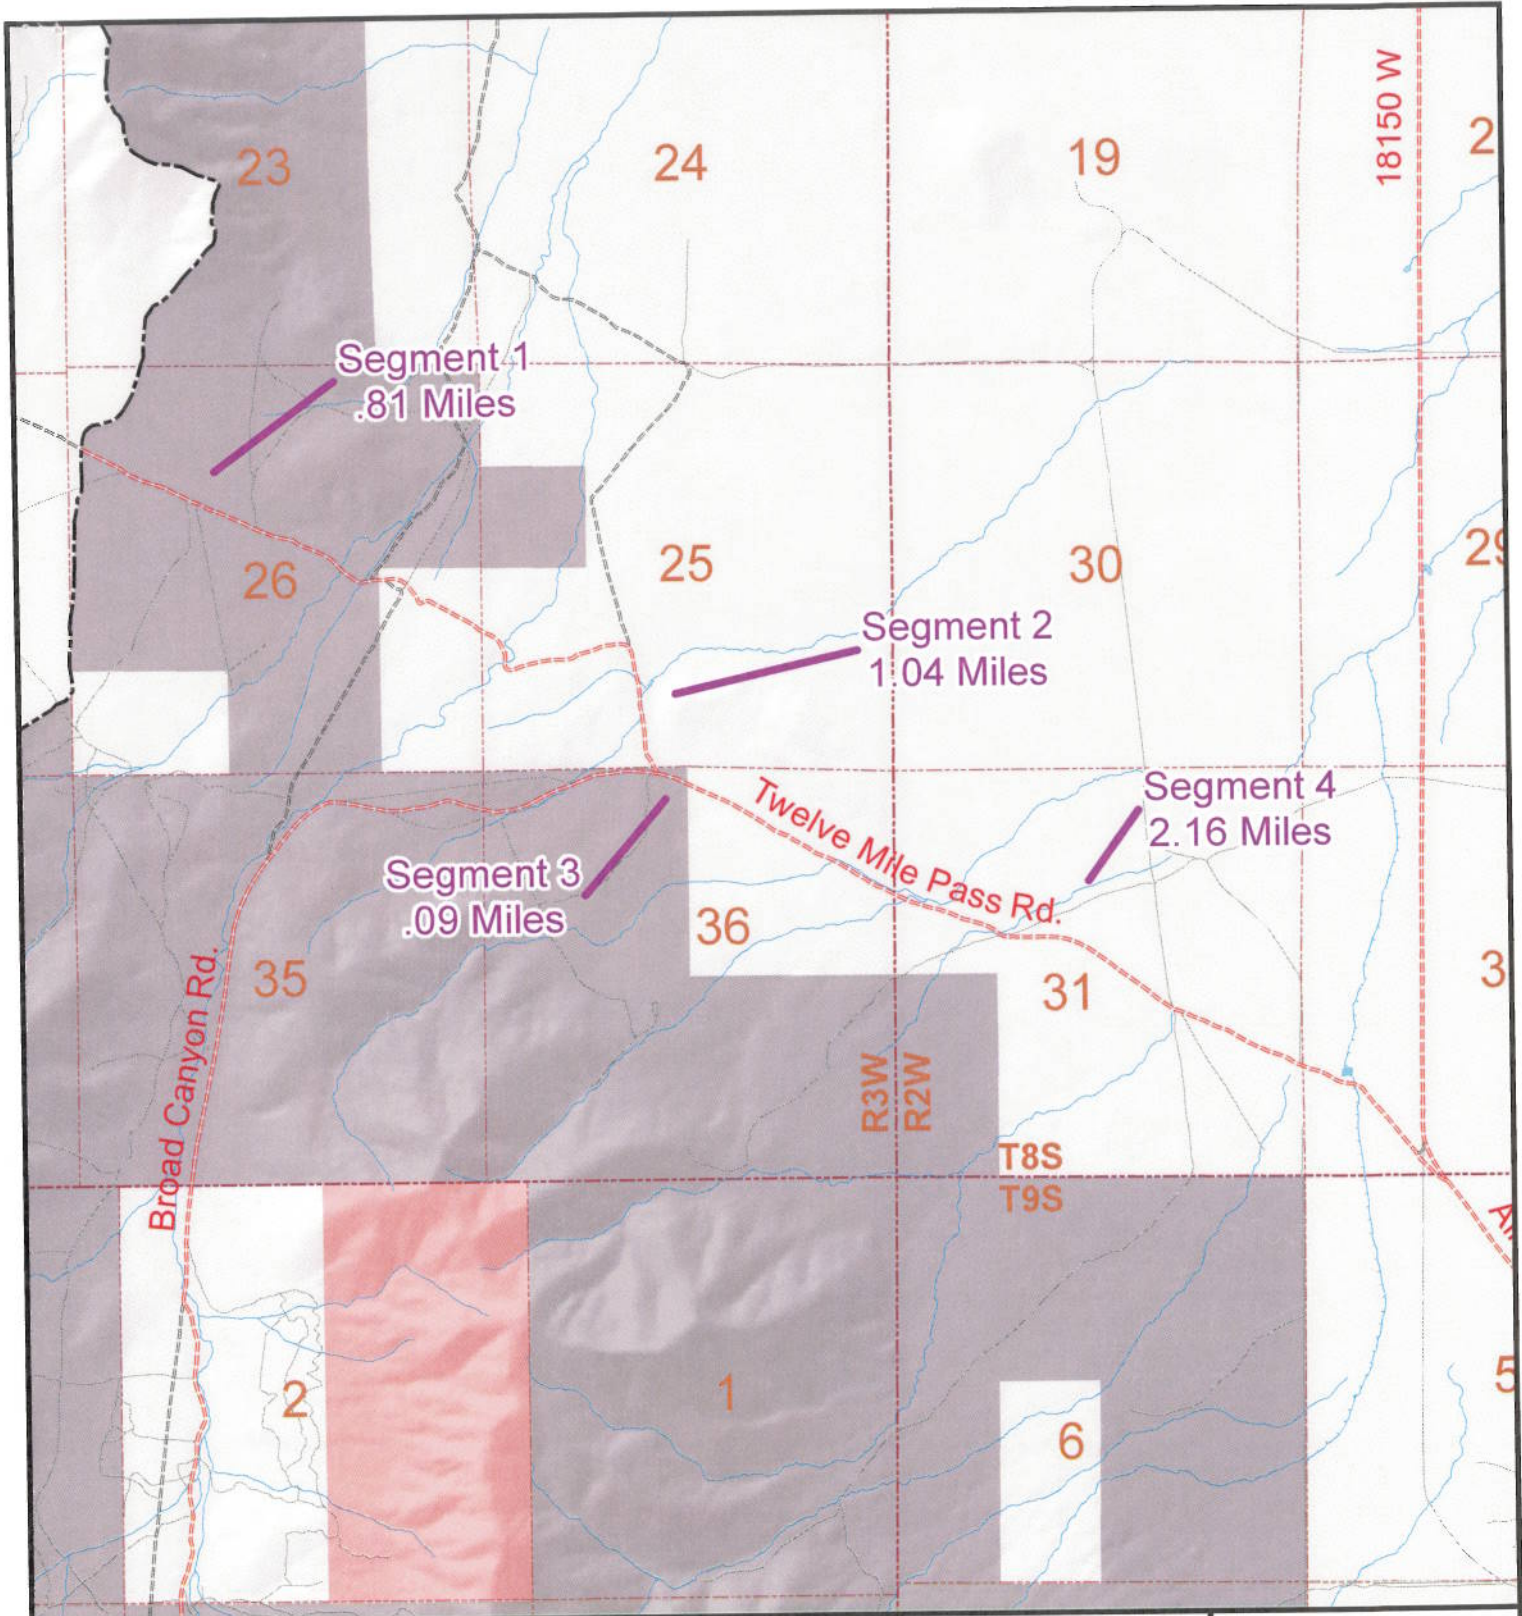 18150 W
23
24
19
2
Segment 1
.81 Miles
26
25
30
29
Segment 2
1.04 Miles
Segment 4
2.16 Miles
Twelve Mile Pass Rd.
Segment 3
.09 Miles
36
35
31
3
Broad Canyon Rd.
R3W
R2W
T8S
T9S
2
1
6
5